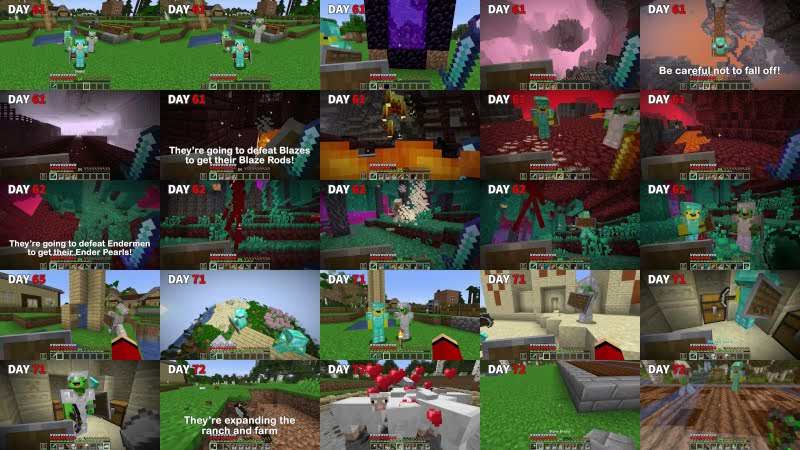 DAY 61
DAY 61
DAY 61
DAY 61
DAY 61
Be careful not to fall off!
DAY 61
DAY 61
They're going to defeat Blazes
to get their Blaze Rods!
DAY 61
DAY 61
DAY 61
DAY 62
They're going to defeat Endermen
to get their Ender Pearls!
DAY 62
DAY 62
DAY 62
DAY 62
DAY 65
DAY 71
DAY 71
DAY 71
DAY 71
DAY 71
DAY 72
They're expanding the
ranch and farm
DAY 72
DAY 72
DAY 72